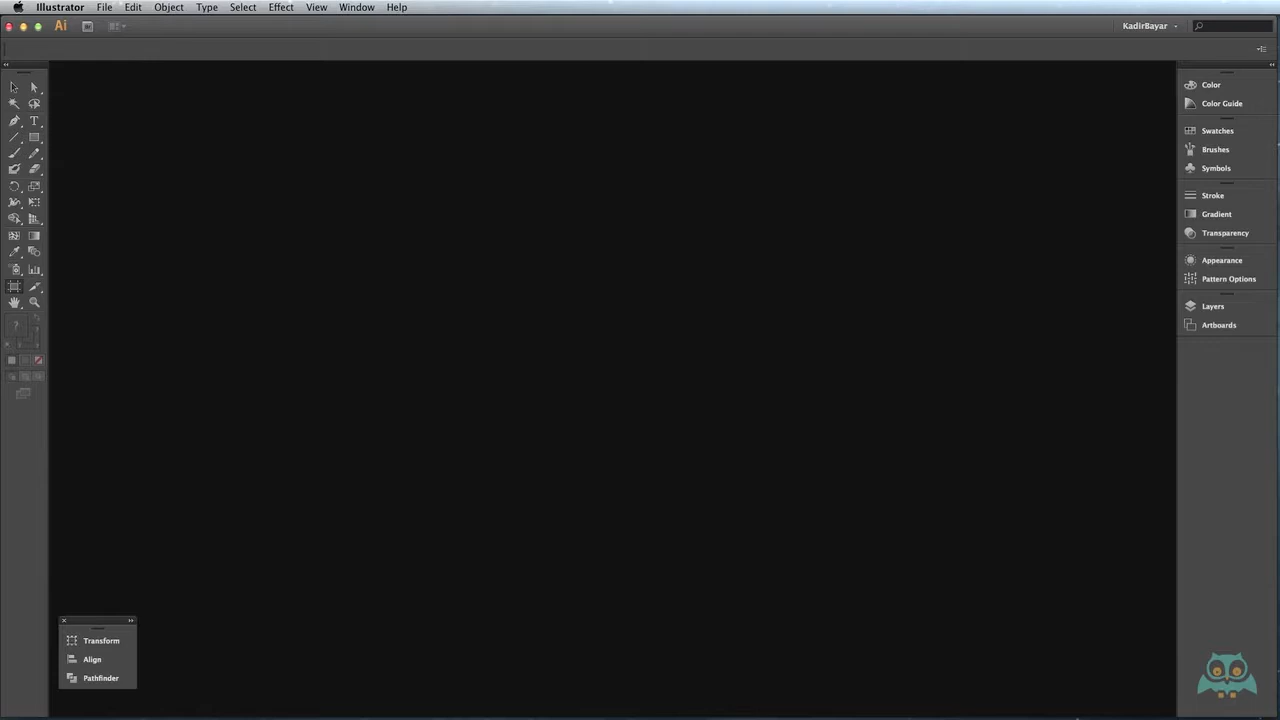 Illustrator File Edit Object Type Select Effect View Window Help
Ai KadirBayar
T
Color
Color Guide
Swatches
Brushes
Symbols
Stroke
Gradient
Transparency
Appearance
Pattern Options
Layers
Artboards
?
Transform
Align
Pathfinder